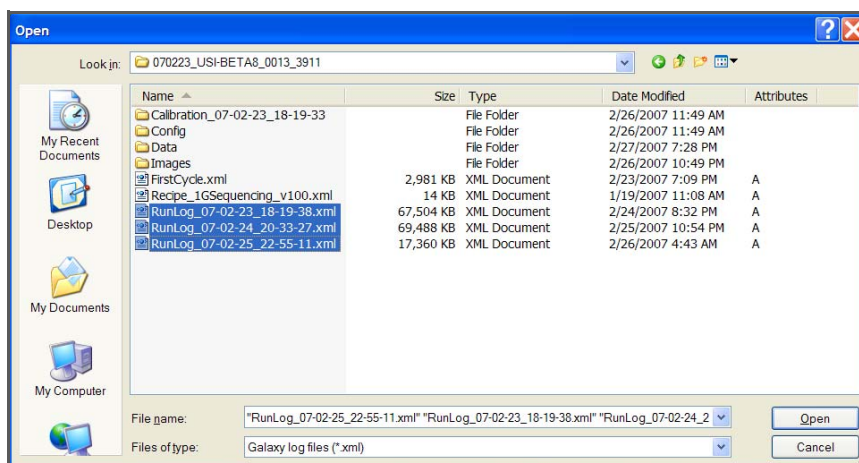 Open
Look in: 070223_USI-BETA8_0013_3911
Name Size Type Date Modified Attributes
Calibration_07-02-23_18-19-33 File Folder 2/26/2007 11:49 AM
Config File Folder 2/26/2007 11:49 AM
Data File Folder 2/27/2007 7:28 PM
Images File Folder 2/26/2007 10:49 PM
FirstCycle.xml 2,981 KB XML Document 2/23/2007 7:09 PM A
Recipe_1GSequencing_v100.xml 14 KB XML Document 1/19/2007 11:08 AM A
RunLog_07-02-23_18-19-38.xml 67,504 KB XML Document 2/24/2007 8:32 PM A
RunLog_07-02-24_20-33-27.xml 69,488 KB XML Document 2/25/2007 10:54 PM A
RunLog_07-02-25_22-55-11.xml 17,360 KB XML Document 2/26/2007 4:43 AM A
My Recent
Documents
Desktop
My Documents
My Computer
File name: "RunLog_07-02-25_22-55-11.xml" "RunLog_07-02-23_18-19-38.xml" "RunLog_07-02-24_2
Open
Files of type: Galaxy log files (*.xml)
Cancel